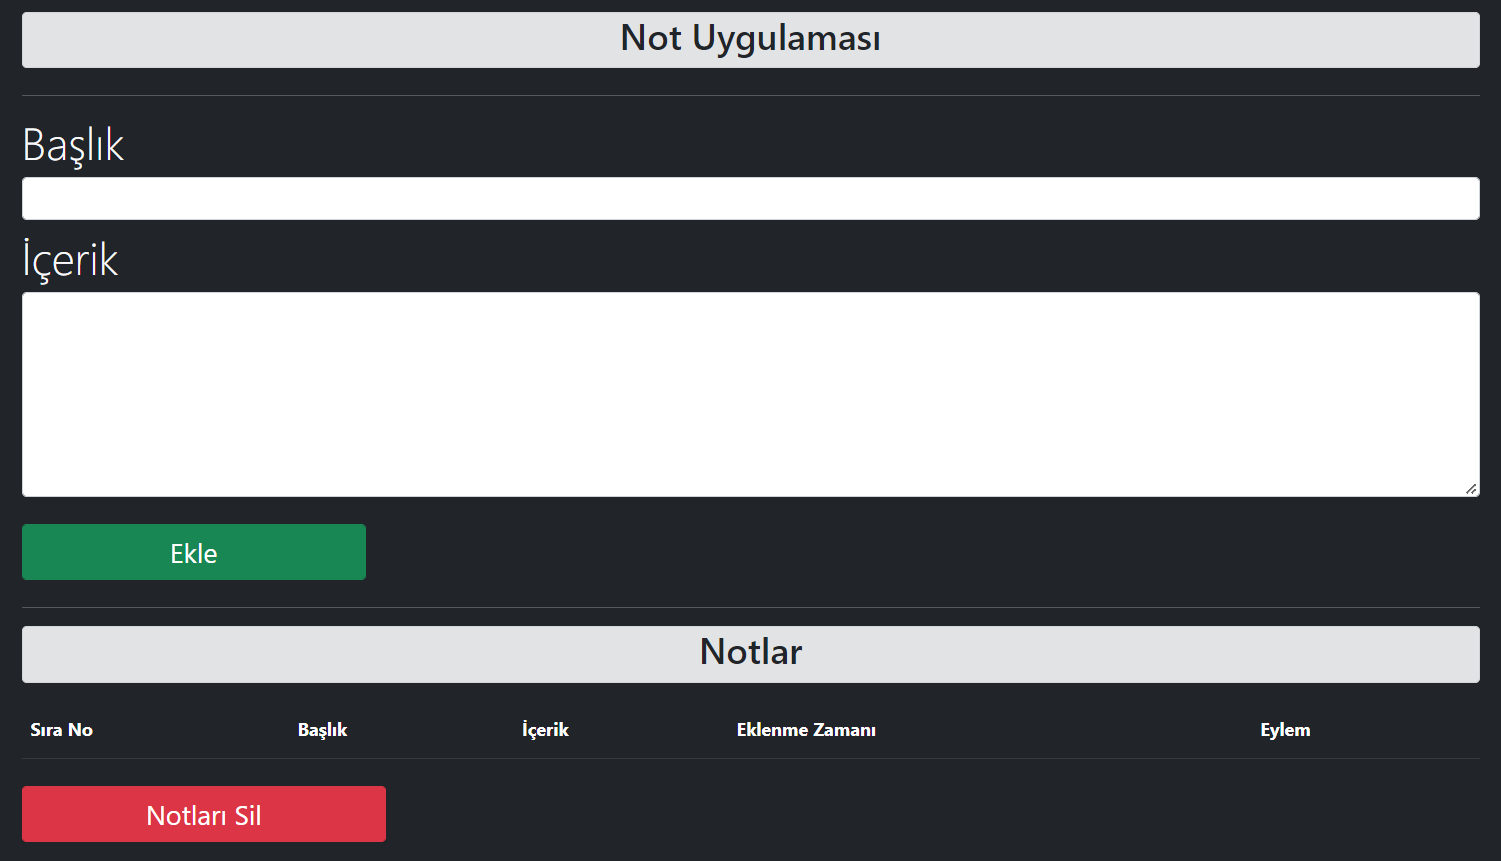 Not Uygulaması
Başlık
İçerik
Ekle
Notlar
Sıra No Başlık İçerik Eklenme Zamanı Eylem
Notları Sil